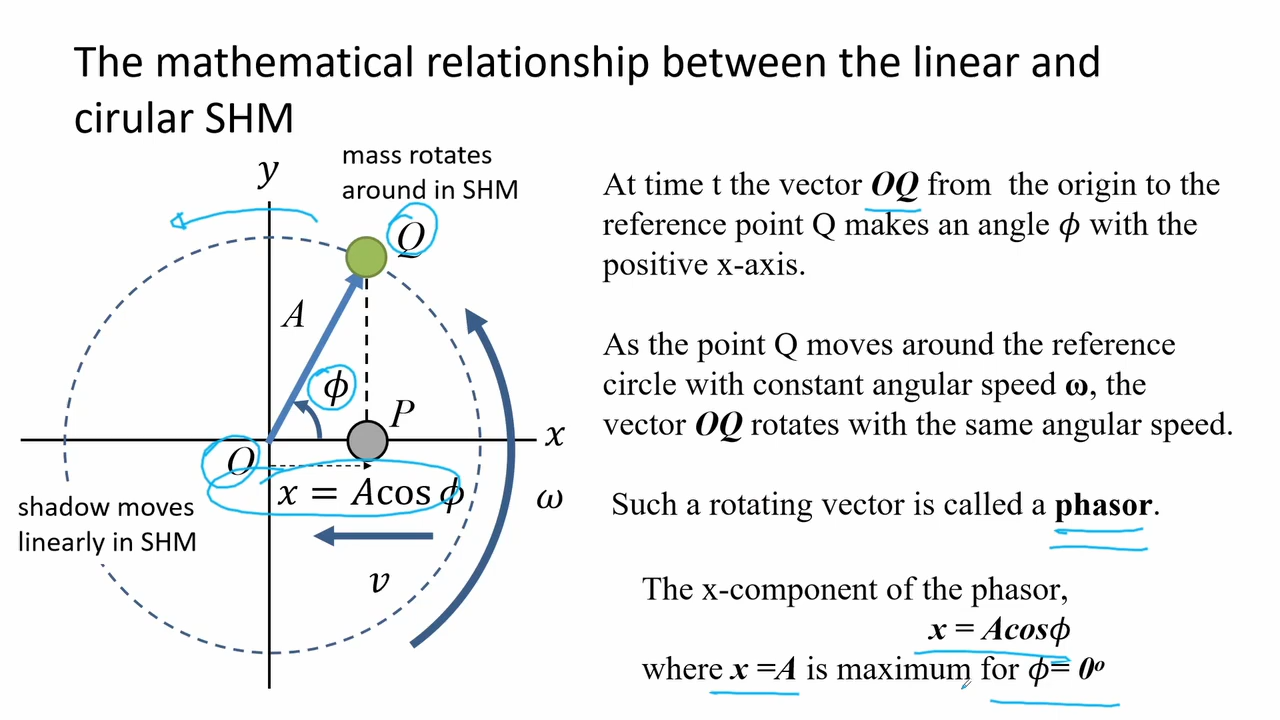 The mathematical relationship between the linear and
cirular SHM
mass rotates
around in SHM
y
Q
A
ϕ
P
x
O
x = Acos ϕ
ω
shadow moves
linearly in SHM
v
At time t the vector OQ from the origin to the
reference point Q makes an angle ϕ with the
positive x-axis.
As the point Q moves around the reference
circle with constant angular speed ω, the
vector OQ rotates with the same angular speed.
Such a rotating vector is called a phasor.
The x-component of the phasor,
x = Acosϕ
where x =A is maximum for ϕ= 0º